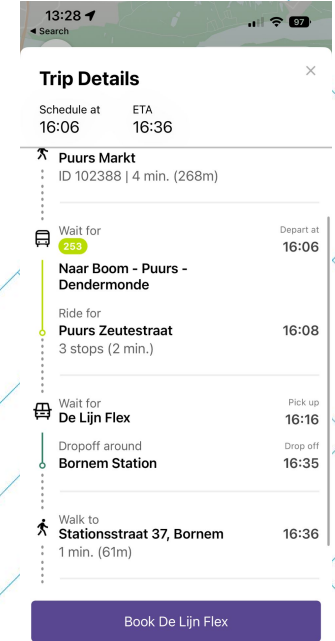 13:28
97
Search
Trip Details
Schedule at
ETA
16:06
16:36
Puurs Markt
ID 102388 | 4 min. (268m)
Wait for
Depart at
253
16:06
Naar Boom - Puurs -
Dendermonde
Ride for
Puurs Zeutestraat
16:08
3 stops (2 min.)
Wait for
Pick up
De Lijn Flex
16:16
Dropoff around
Drop off
Bornem Station
16:35
Walk to
Stationsstraat 37, Bornem
16:36
1 min. (61m)
Book De Lijn Flex